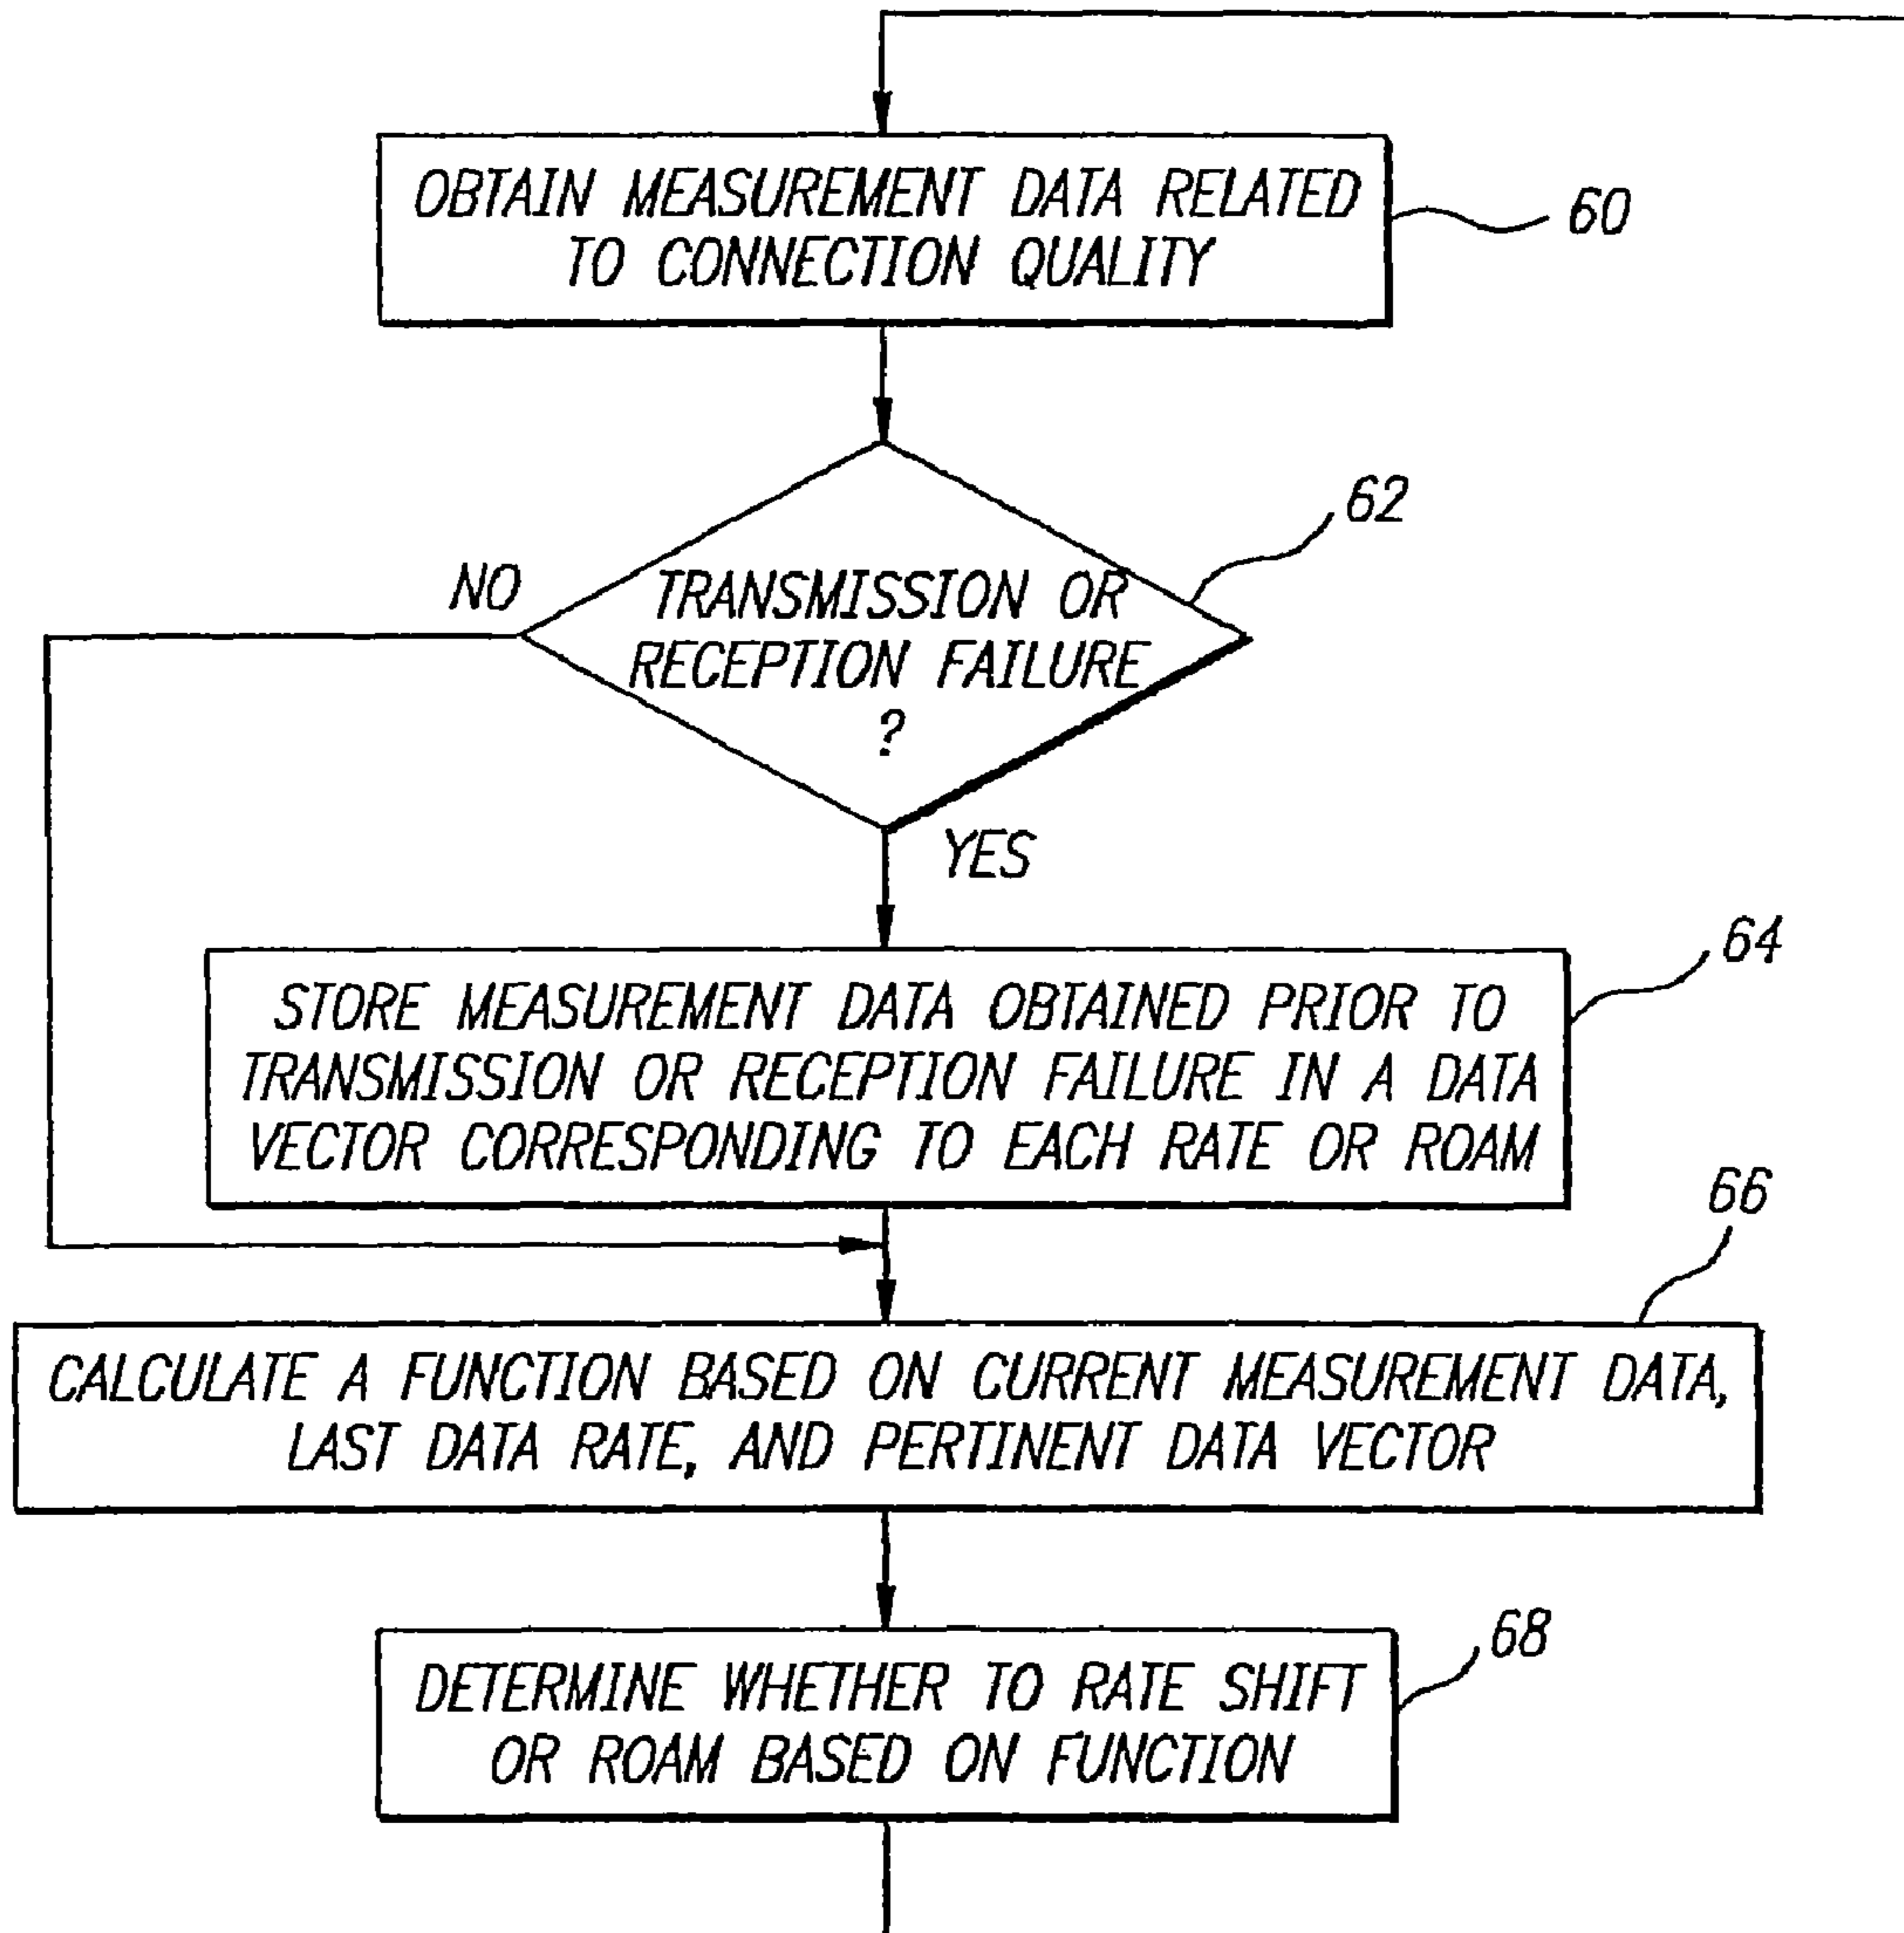 OBTAIN MEASUREMENT DATA RELATED
TO CONNECTION QUALITY
60
62
NO
TRANSMISSION OR
RECEPTION FAILURE
?
YES
64
STORE MEASUREMENT DATA OBTAINED PRIOR TO
TRANSMISSION OR RECEPTION FAILURE IN A DATA
VECTOR CORRESPONDING TO EACH RATE OR ROAM
66
CALCULATE A FUNCTION BASED ON CURRENT MEASUREMENT DATA,
LAST DATA RATE, AND PERTINENT DATA VECTOR
68
DETERMINE WHETHER TO RATE SHIFT
OR ROAM BASED ON FUNCTION